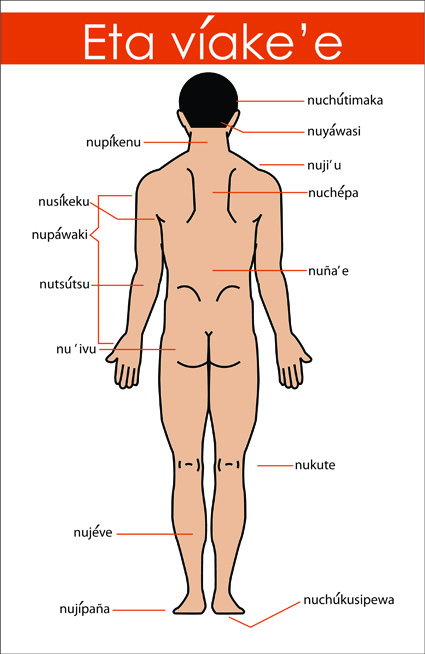 Eta víake’e
nuchútimaka
nuyáwasi
nupíkenu
nuji’u
nuchépa
nusíkeku
nupáwaki
nuña’e
nutsútsu
nu ’ivu
nukute
nujéve
nuchúkusipewa
nujípaña